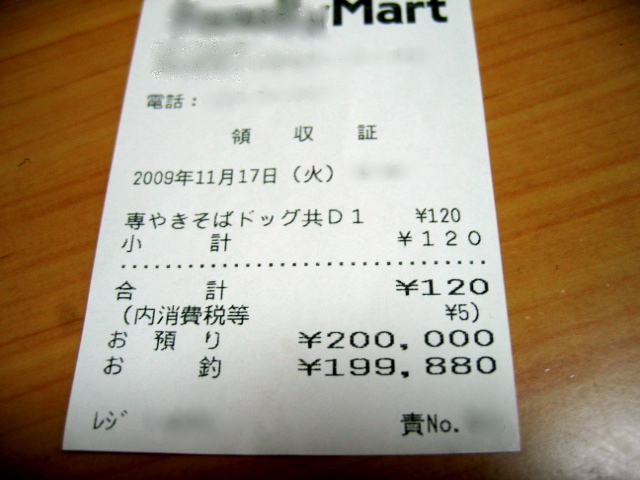 Mart
電話：
領 収 証
2009年11月17日（火）
専やきそばドッグ共Ｄ１ ¥120
小 計 ￥１２０
合 計 ¥120
(内消費税等 ¥5)
お 預 り ¥200,000
お 釣 ¥199,880
ﾚｼﾞ 責No.